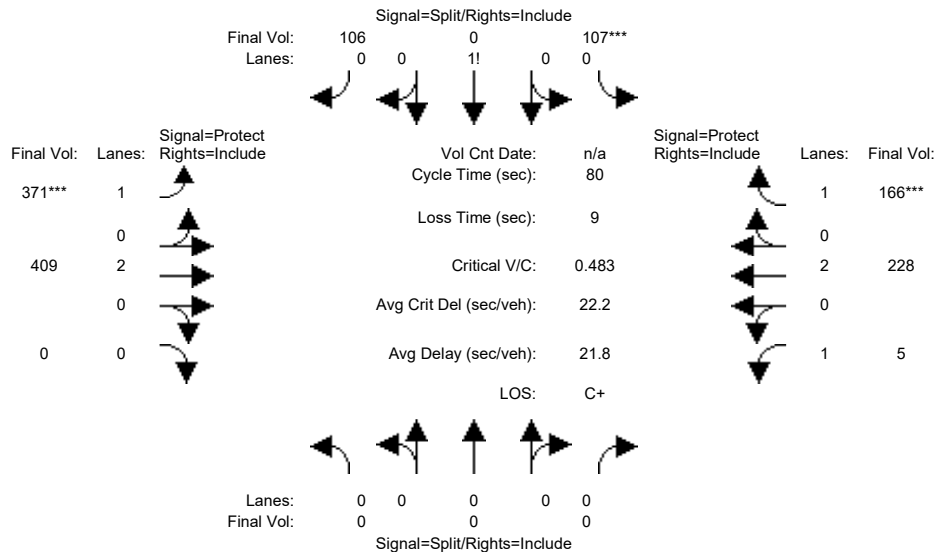 Signal=Split/Rights=Include
Final Vol: 106 0 107***
Lanes: 0 0 1! 0 0
Signal=Protect
Final Vol: Lanes: Rights=Include
Vol Cnt Date: n/a
Signal=Protect
Rights=Include Lanes: Final Vol:
Cycle Time (sec): 80
371*** 1
1 166***
Loss Time (sec): 9
0
0
409 2
Critical V/C: 0.483
2 228
0
Avg Crit Del (sec/veh): 22.2
0
0 0
Avg Delay (sec/veh): 21.8
1 5
LOS: C+
Lanes: 0 0 0 0 0
Final Vol: 0 0 0
Signal=Split/Rights=Include